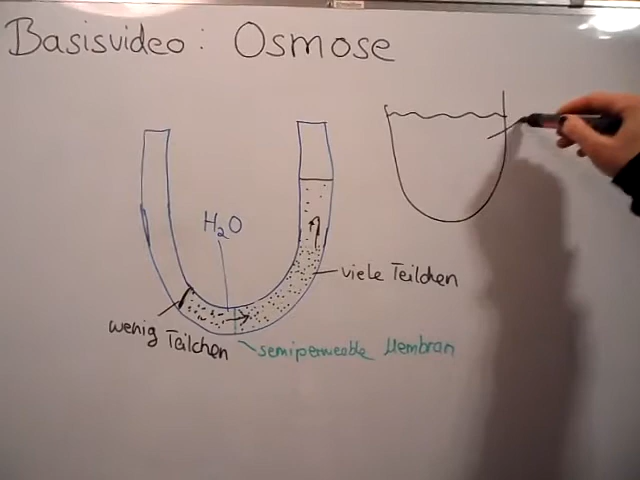 Basisvideo: Osmose
H₂O
viele Teilchen
wenig Teilchen
semipermeable Membran